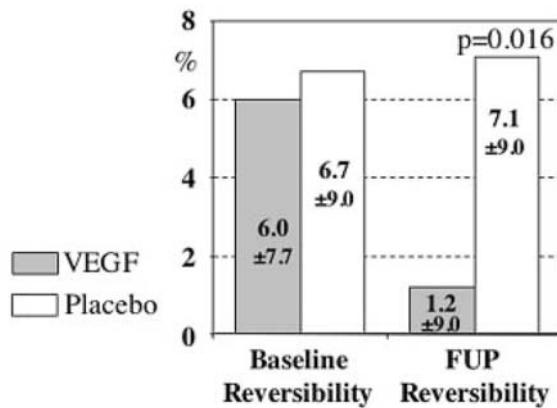 8
%
p=0.016
6
7.1
±9.0
6.7
±9.0
4
6.0
±7.7
VEGF
2
Placebo
1.2
±9.0
0
Baseline
Reversibility
FUP
Reversibility